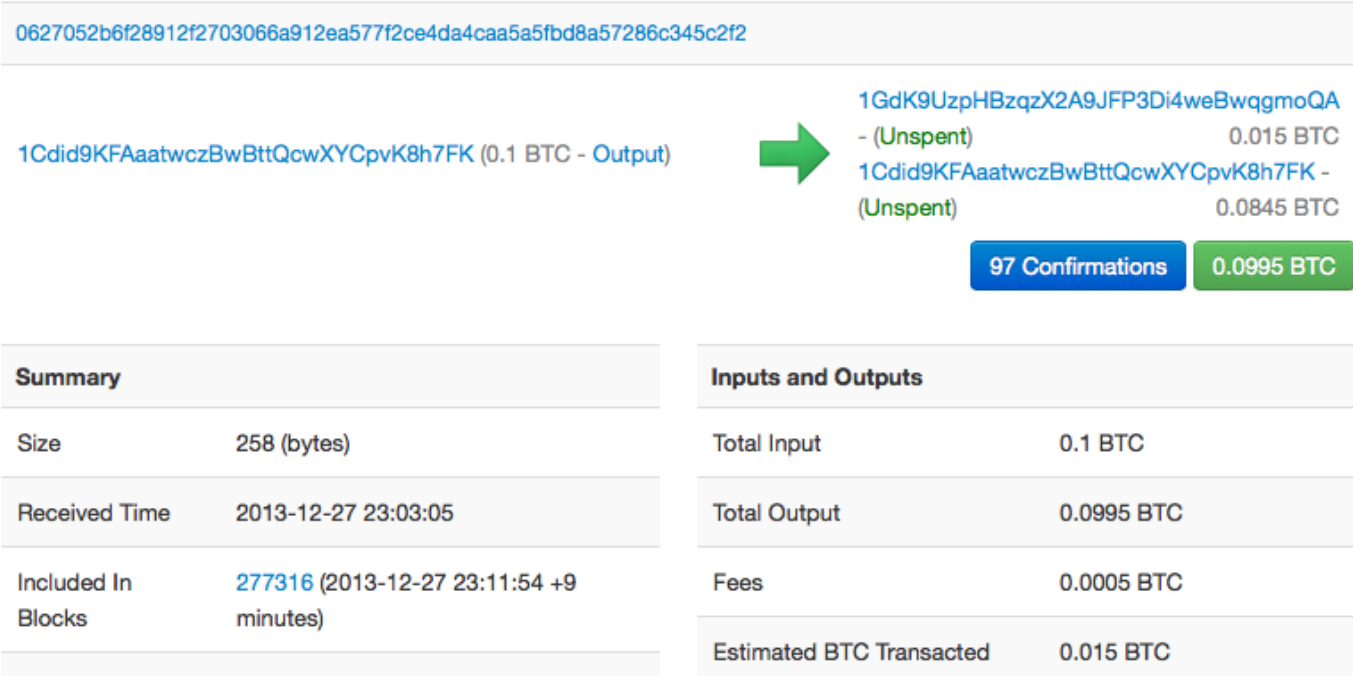 0627052b6f28912f2703066a912ea577f2ce4da4caa5a5fbd8a57286c345c2f2
1Cdid9KFAaatwczBwBttQcwXYCpvK8h7FK (0.1 BTC - Output)
1GdK9UzpHBzqzX2A9JFP3Di4weBwqgmoQA
- (Unspent) 0.015 BTC
1Cdid9KFAaatwczBwBttQcwXYCpvK8h7FK -
(Unspent) 0.0845 BTC
97 Confirmations 0.0995 BTC
Summary
Size 258 (bytes)
Received Time 2013-12-27 23:03:05
Included In 277316 (2013-12-27 23:11:54 +9
Blocks minutes)
Inputs and Outputs
Total Input 0.1 BTC
Total Output 0.0995 BTC
Fees 0.0005 BTC
Estimated BTC Transacted 0.015 BTC